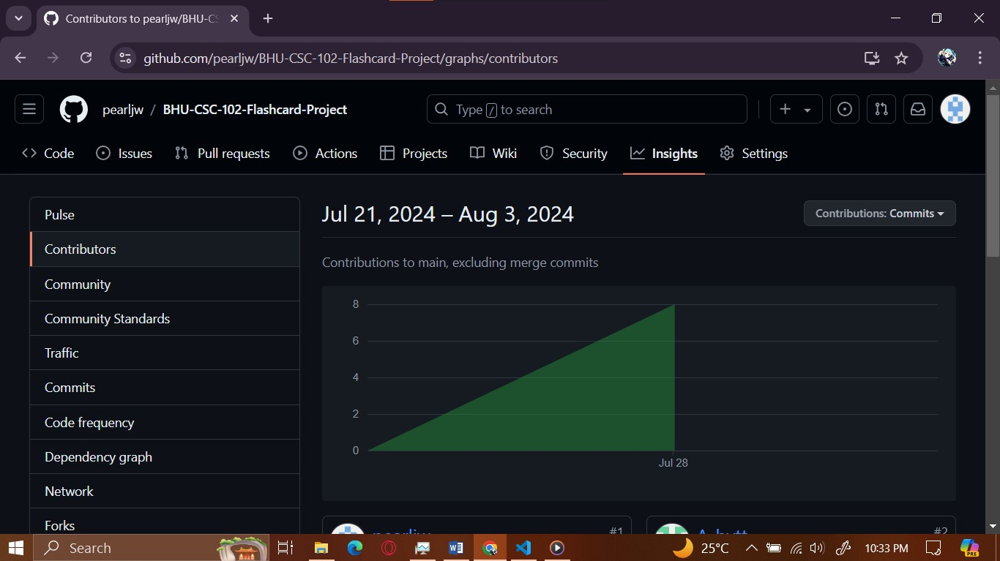 Contributors to pearljw/BHU-CS
github.com/pearljw/BHU-CSC-102-Flashcard-Project/graphs/contributors
pearljw / BHU-CSC-102-Flashcard-Project
Type / to search
Code Issues Pull requests Actions Projects Wiki Security Insights Settings
Pulse
Contributors
Community
Community Standards
Traffic
Commits
Code frequency
Dependency graph
Network
Forks
Jul 21, 2024 – Aug 3, 2024
Contributions: Commits
Contributions to main, excluding merge commits
8
6
4
2
0
Jul 28
pearljw #1
#2
Search
25°C
10:33 PM
PRE